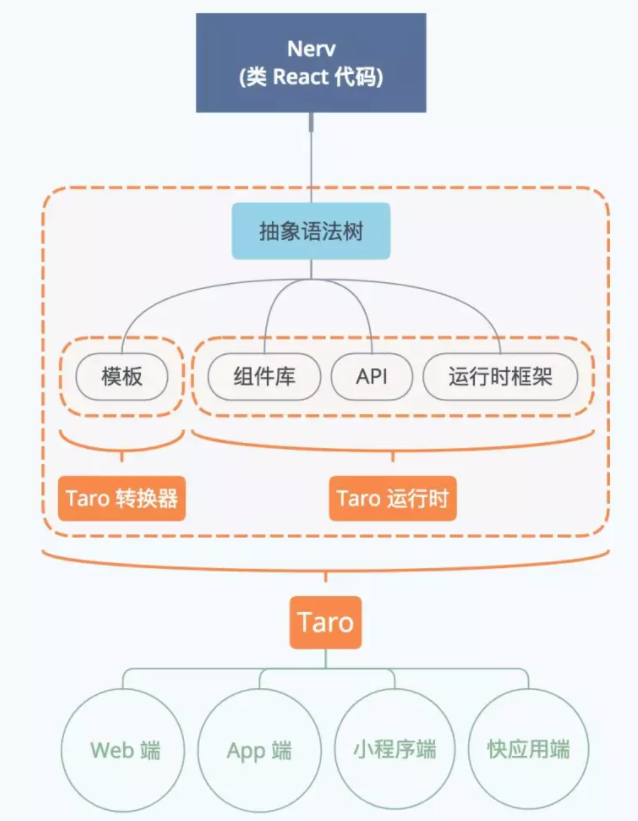 Nerv
(类 React 代码)
抽象语法树
模板
组件库
API
运行时框架
Taro 转换器
Taro 运行时
Taro
Web 端
App 端
小程序端
快应用端